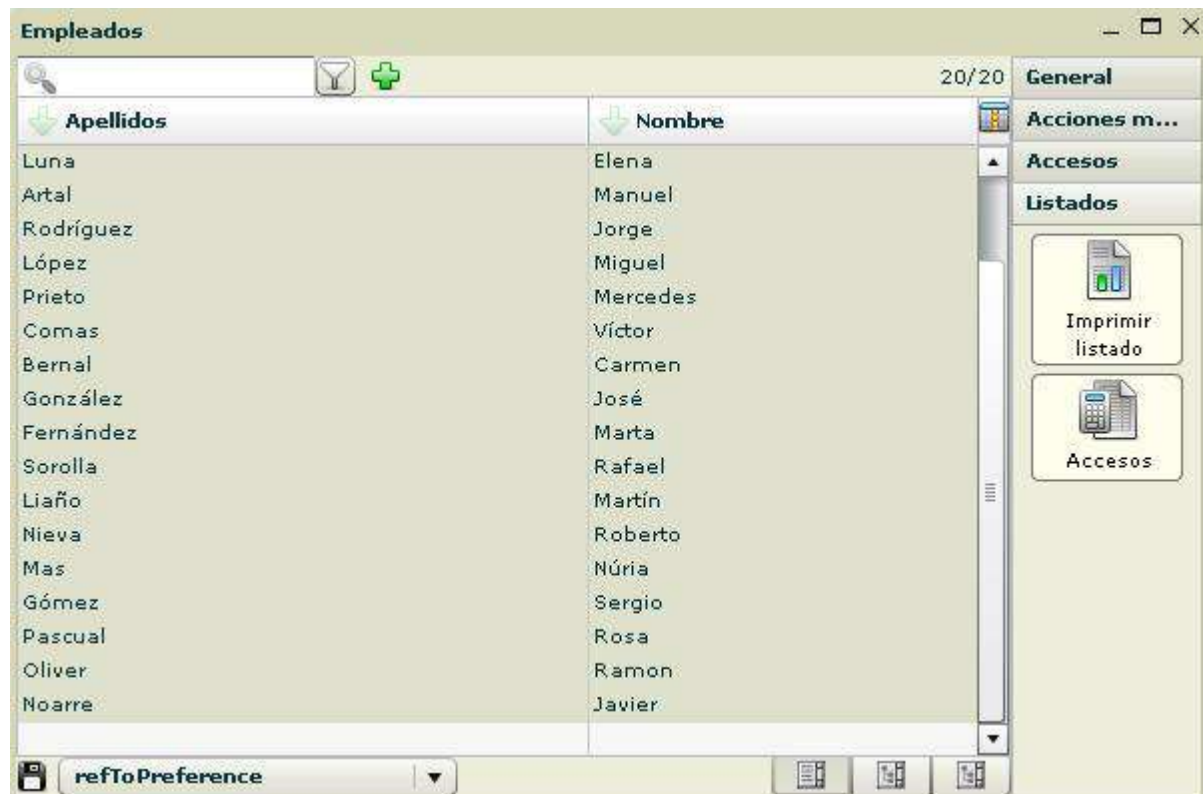 Empleados
20/20
General
Apellidos Nombre
Acciones m...
Luna Elena
Accesos
Artal Manuel
Listados
Rodríguez Jorge
López Miguel
Prieto Mercedes
Imprimir
listado
Comas Víctor
Bernal Carmen
González José
Fernández Marta
Sorolla Rafael
Accesos
Liaño Martín
Nieva Roberto
Mas Núria
Gómez Sergio
Pascual Rosa
Oliver Ramon
Noarre Javier
refToPreference